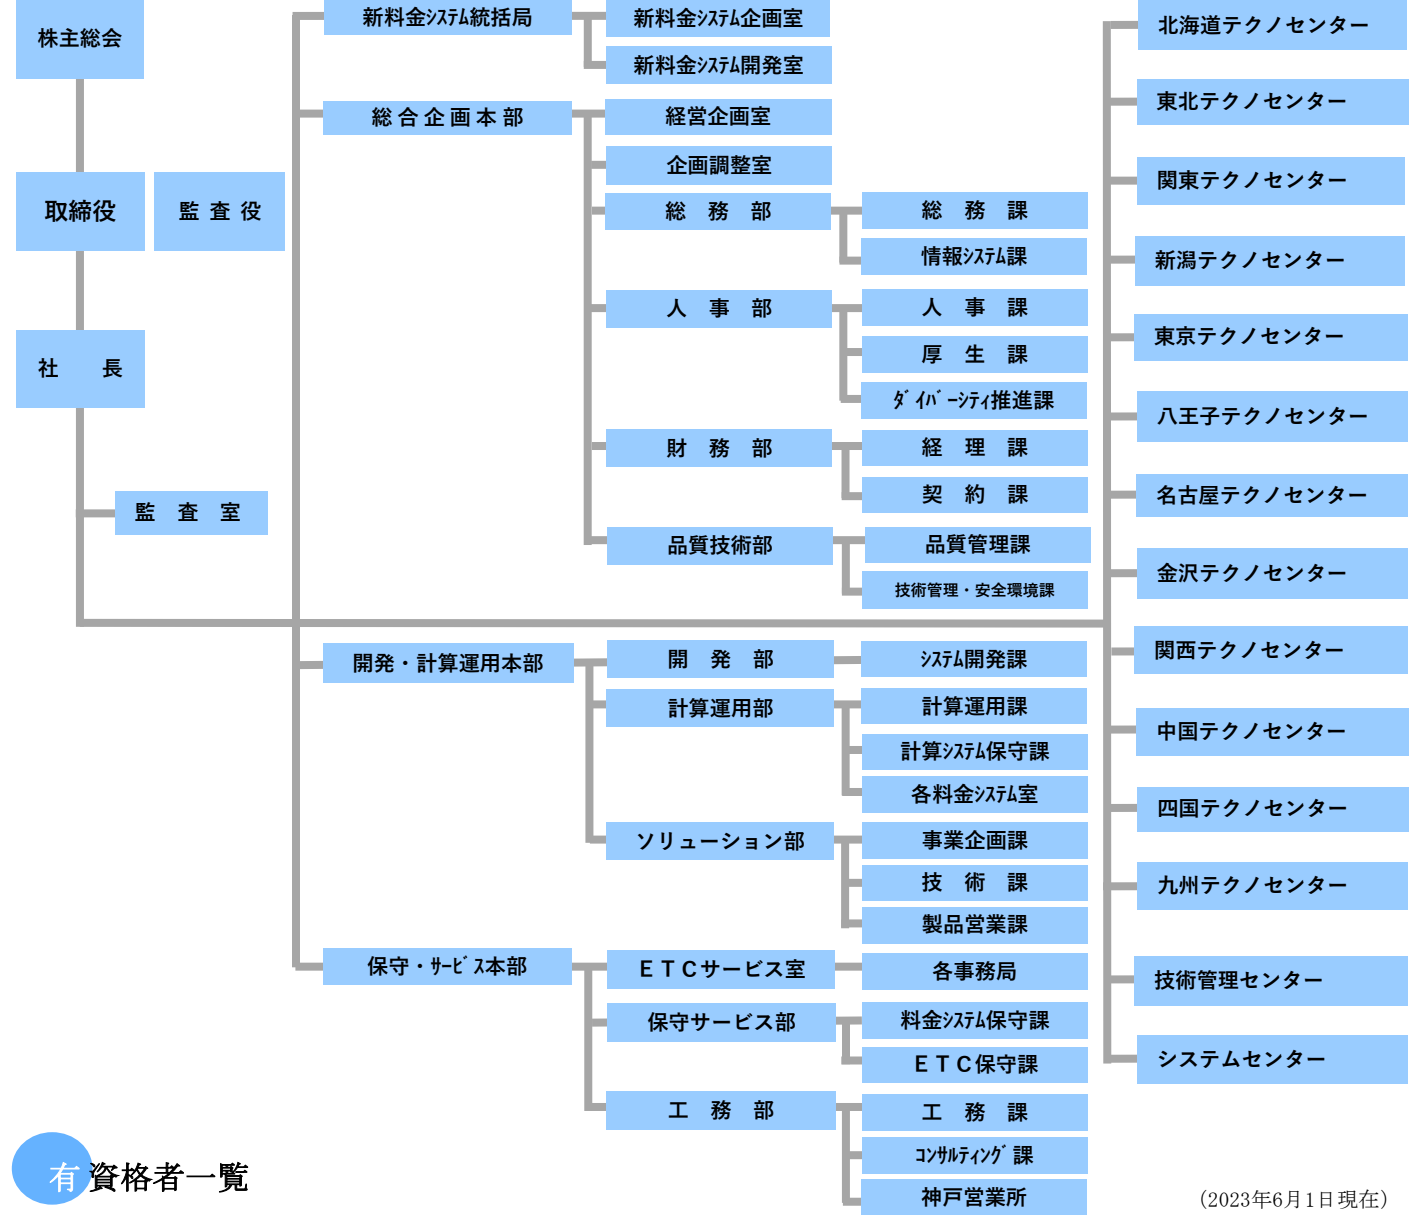 株主総会
取締役
監 査 役
社　　長
監　査　室
新料金ｼｽﾃﾑ統括局
新料金ｼｽﾃﾑ企画室
新料金ｼｽﾃﾑ開発室
総 合 企 画 本 部
経営企画室
企画調整室
総　務　部
総　務　課
情報ｼｽﾃﾑ課
人　事　部
人　事　課
厚　生　課
ﾀﾞｲﾊﾞｰｼﾃｨ推進課
財　務　部
経　理　課
契　約　課
品質技術部
品質管理課
技術管理・安全環境課
開発・計算運用本部
開　発　部
ｼｽﾃﾑ開発課
計算運用部
計算運用課
計算ｼｽﾃﾑ保守課
各料金ｼｽﾃﾑ室
ソリューション部
事業企画課
技　術　課
製品営業課
保守・ｻｰﾋﾞｽ本部
ＥＴＣサービス室
各事務局
保守サービス部
料金ｼｽﾃﾑ保守課
ＥＴＣ保守課
工　務　部
工　務　課
ｺﾝｻﾙﾃｨﾝｸﾞ課
神戸営業所
北海道テクノセンター
東北テクノセンター
関東テクノセンター
新潟テクノセンター
東京テクノセンター
八王子テクノセンター
名古屋テクノセンター
金沢テクノセンター
関西テクノセンター
中国テクノセンター
四国テクノセンター
九州テクノセンター
技術管理センター
システムセンター
有資格者一覧
（2023年6月1日現在）